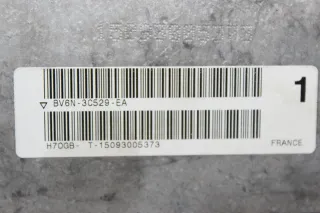 ▽ BV6N-3C529-EA
1
H70GB- T-15093005373
FRANCE